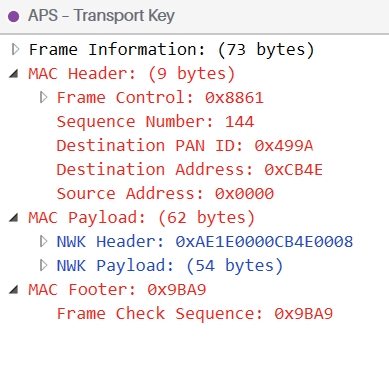 APS - Transport Key
Frame Information: (73 bytes)
MAC Header: (9 bytes)
Frame Control: 0x8861
Sequence Number: 144
Destination PAN ID: 0x499A
Destination Address: 0xCB4E
Source Address: 0x0000
MAC Payload: (62 bytes)
NWK Header: 0xAE1E0000CB4E0008
NWK Payload: (54 bytes)
MAC Footer: 0x9BA9
Frame Check Sequence: 0x9BA9